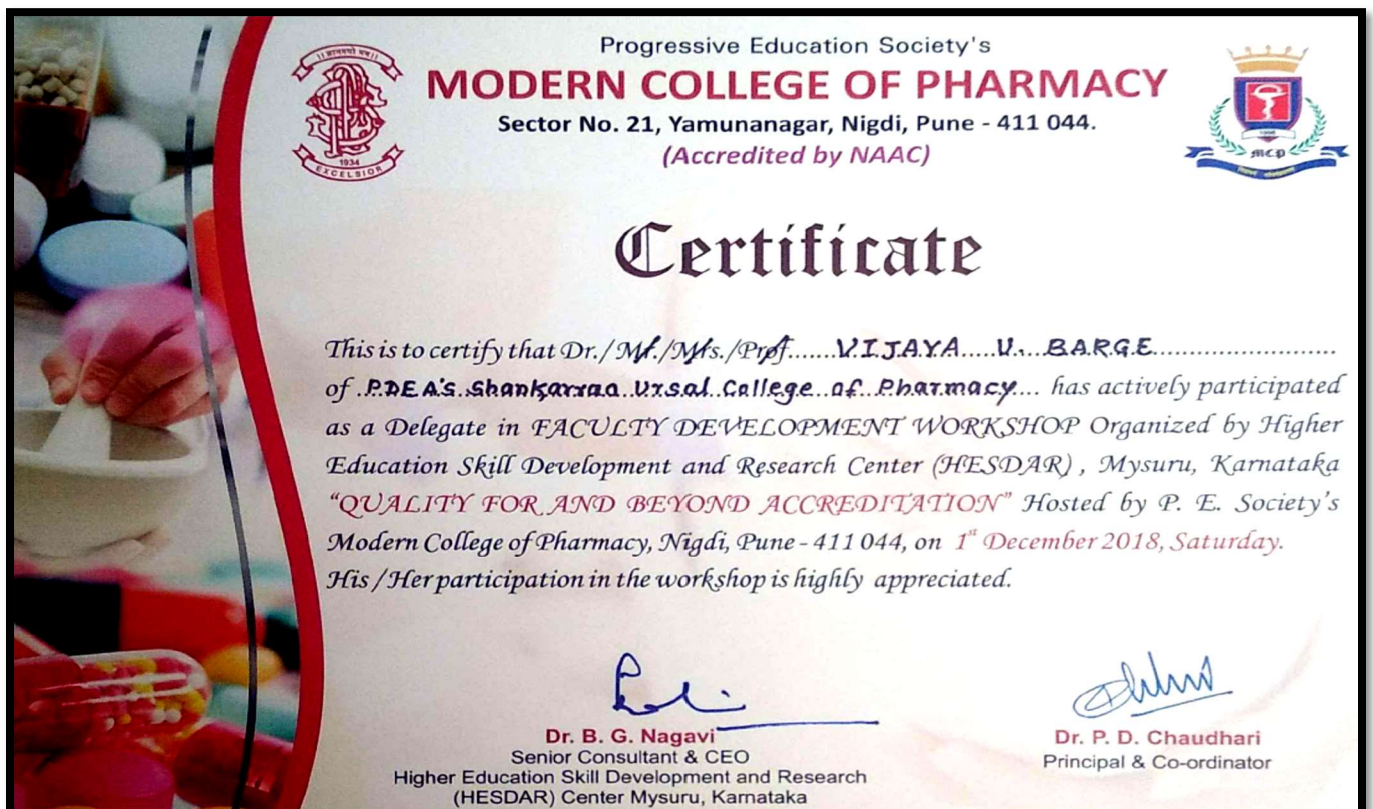 Progressive Education Society's
MODERN COLLEGE OF PHARMACY
Sector No. 21, Yamunanagar, Nigdi, Pune - 411 044.
(Accredited by NAAC)
1934
EXCELSIOR
1996
MCP
Certificate
This is to certify that Dr./Mr./Mrs./Prof......VIJAYA.....U...BARGE............................
of .PDEA's..Shankarrao..Ursal..College..of..Pharmacy.... has actively participated
as a Delegate in FACULTY DEVELOPMENT WORKSHOP Organized by Higher
Education Skill Development and Research Center (HESDAR) , Mysuru, Karnataka
"QUALITY FOR AND BEYOND ACCREDITATION" Hosted by P. E. Society's
Modern College of Pharmacy, Nigdi, Pune - 411 044, on 1st December 2018, Saturday.
His / Her participation in the workshop is highly appreciated.
Dr. B. G. Nagavi
Senior Consultant & CEO
Higher Education Skill Development and Research
(HESDAR) Center Mysuru, Karnataka
Dr. P. D. Chaudhari
Principal & Co-ordinator